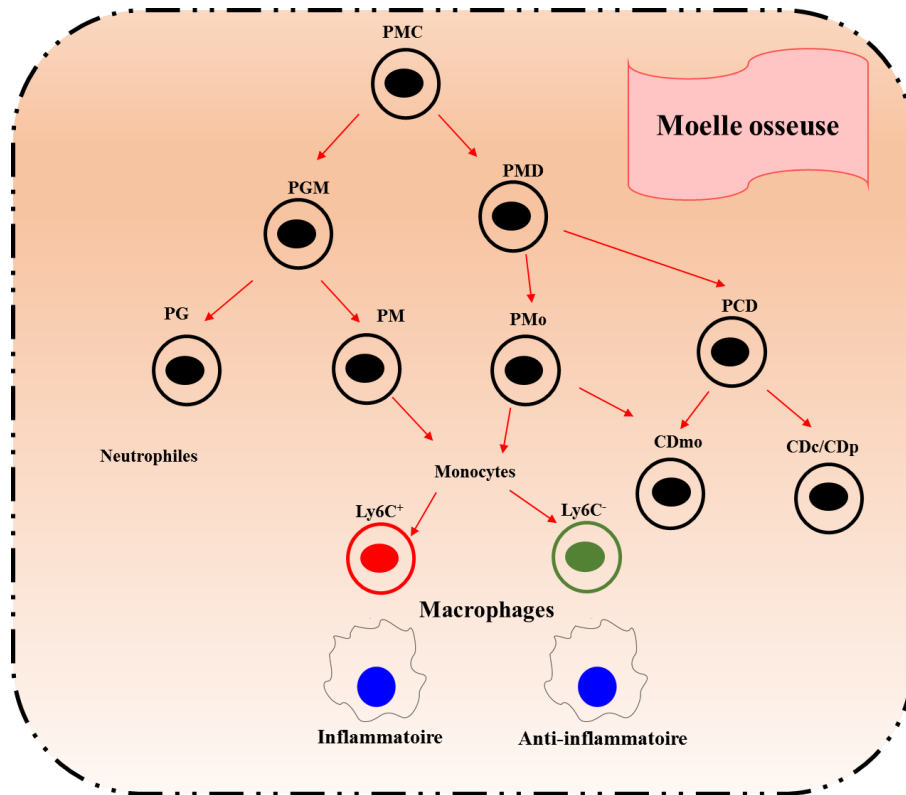 PMC
Moelle osseuse
PGM
PMD
PG
PM
PMo
PCD
Neutrophiles
Monocytes
CDmo
CDc/CDp
Ly6C⁺
Ly6C⁻
Macrophages
Inflammatoire
Anti-inflammatoire